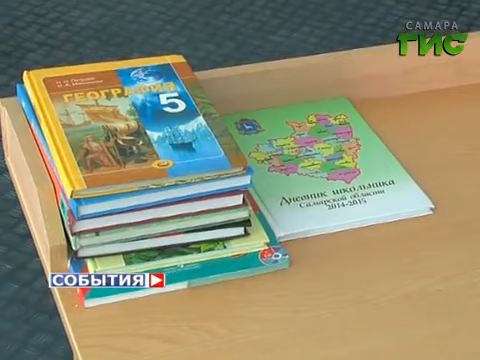 САМАРА
ГИС
ГЕОГРАФИЯ
5
Дневник школьника
Самарской области
2014-2015
СОБЫТИЯ